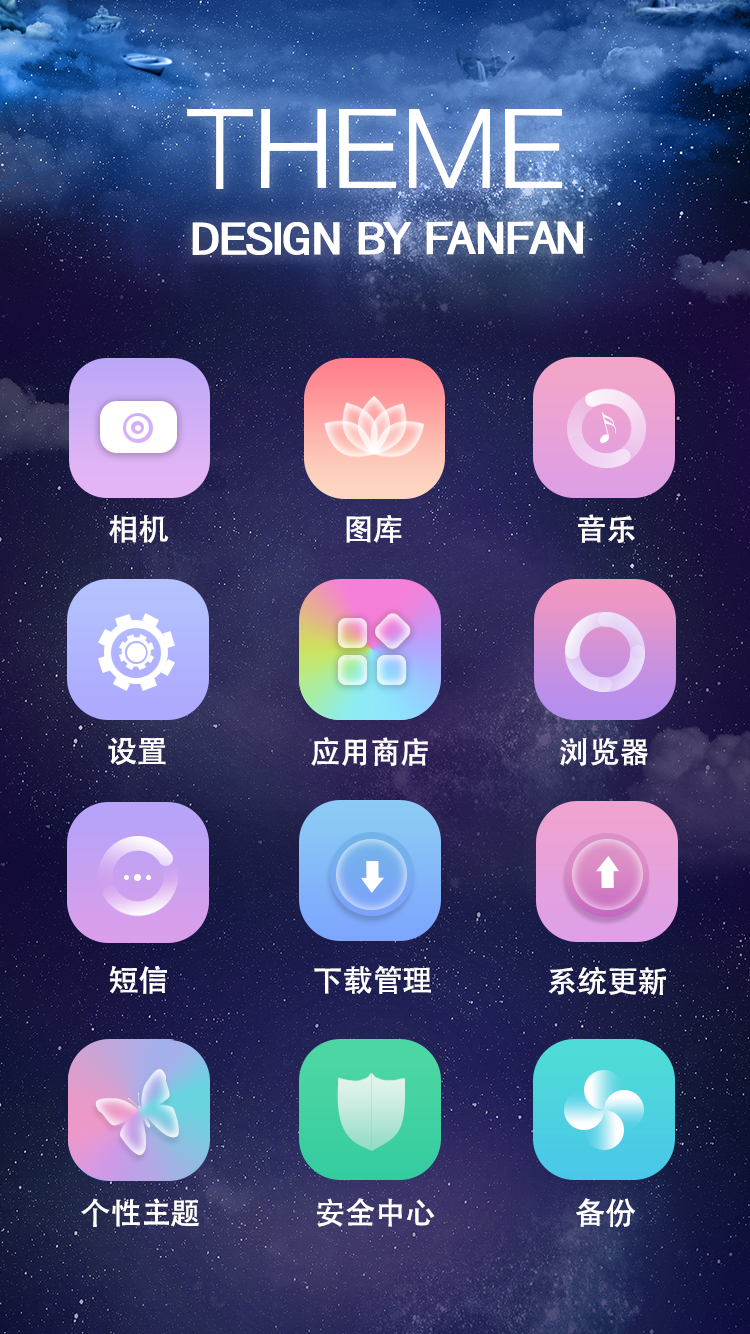 THEME
DESIGN BY FANFAN
相机
图库
音乐
设置
应用商店
浏览器
短信
下载管理
系统更新
个性主题
安全中心
备份